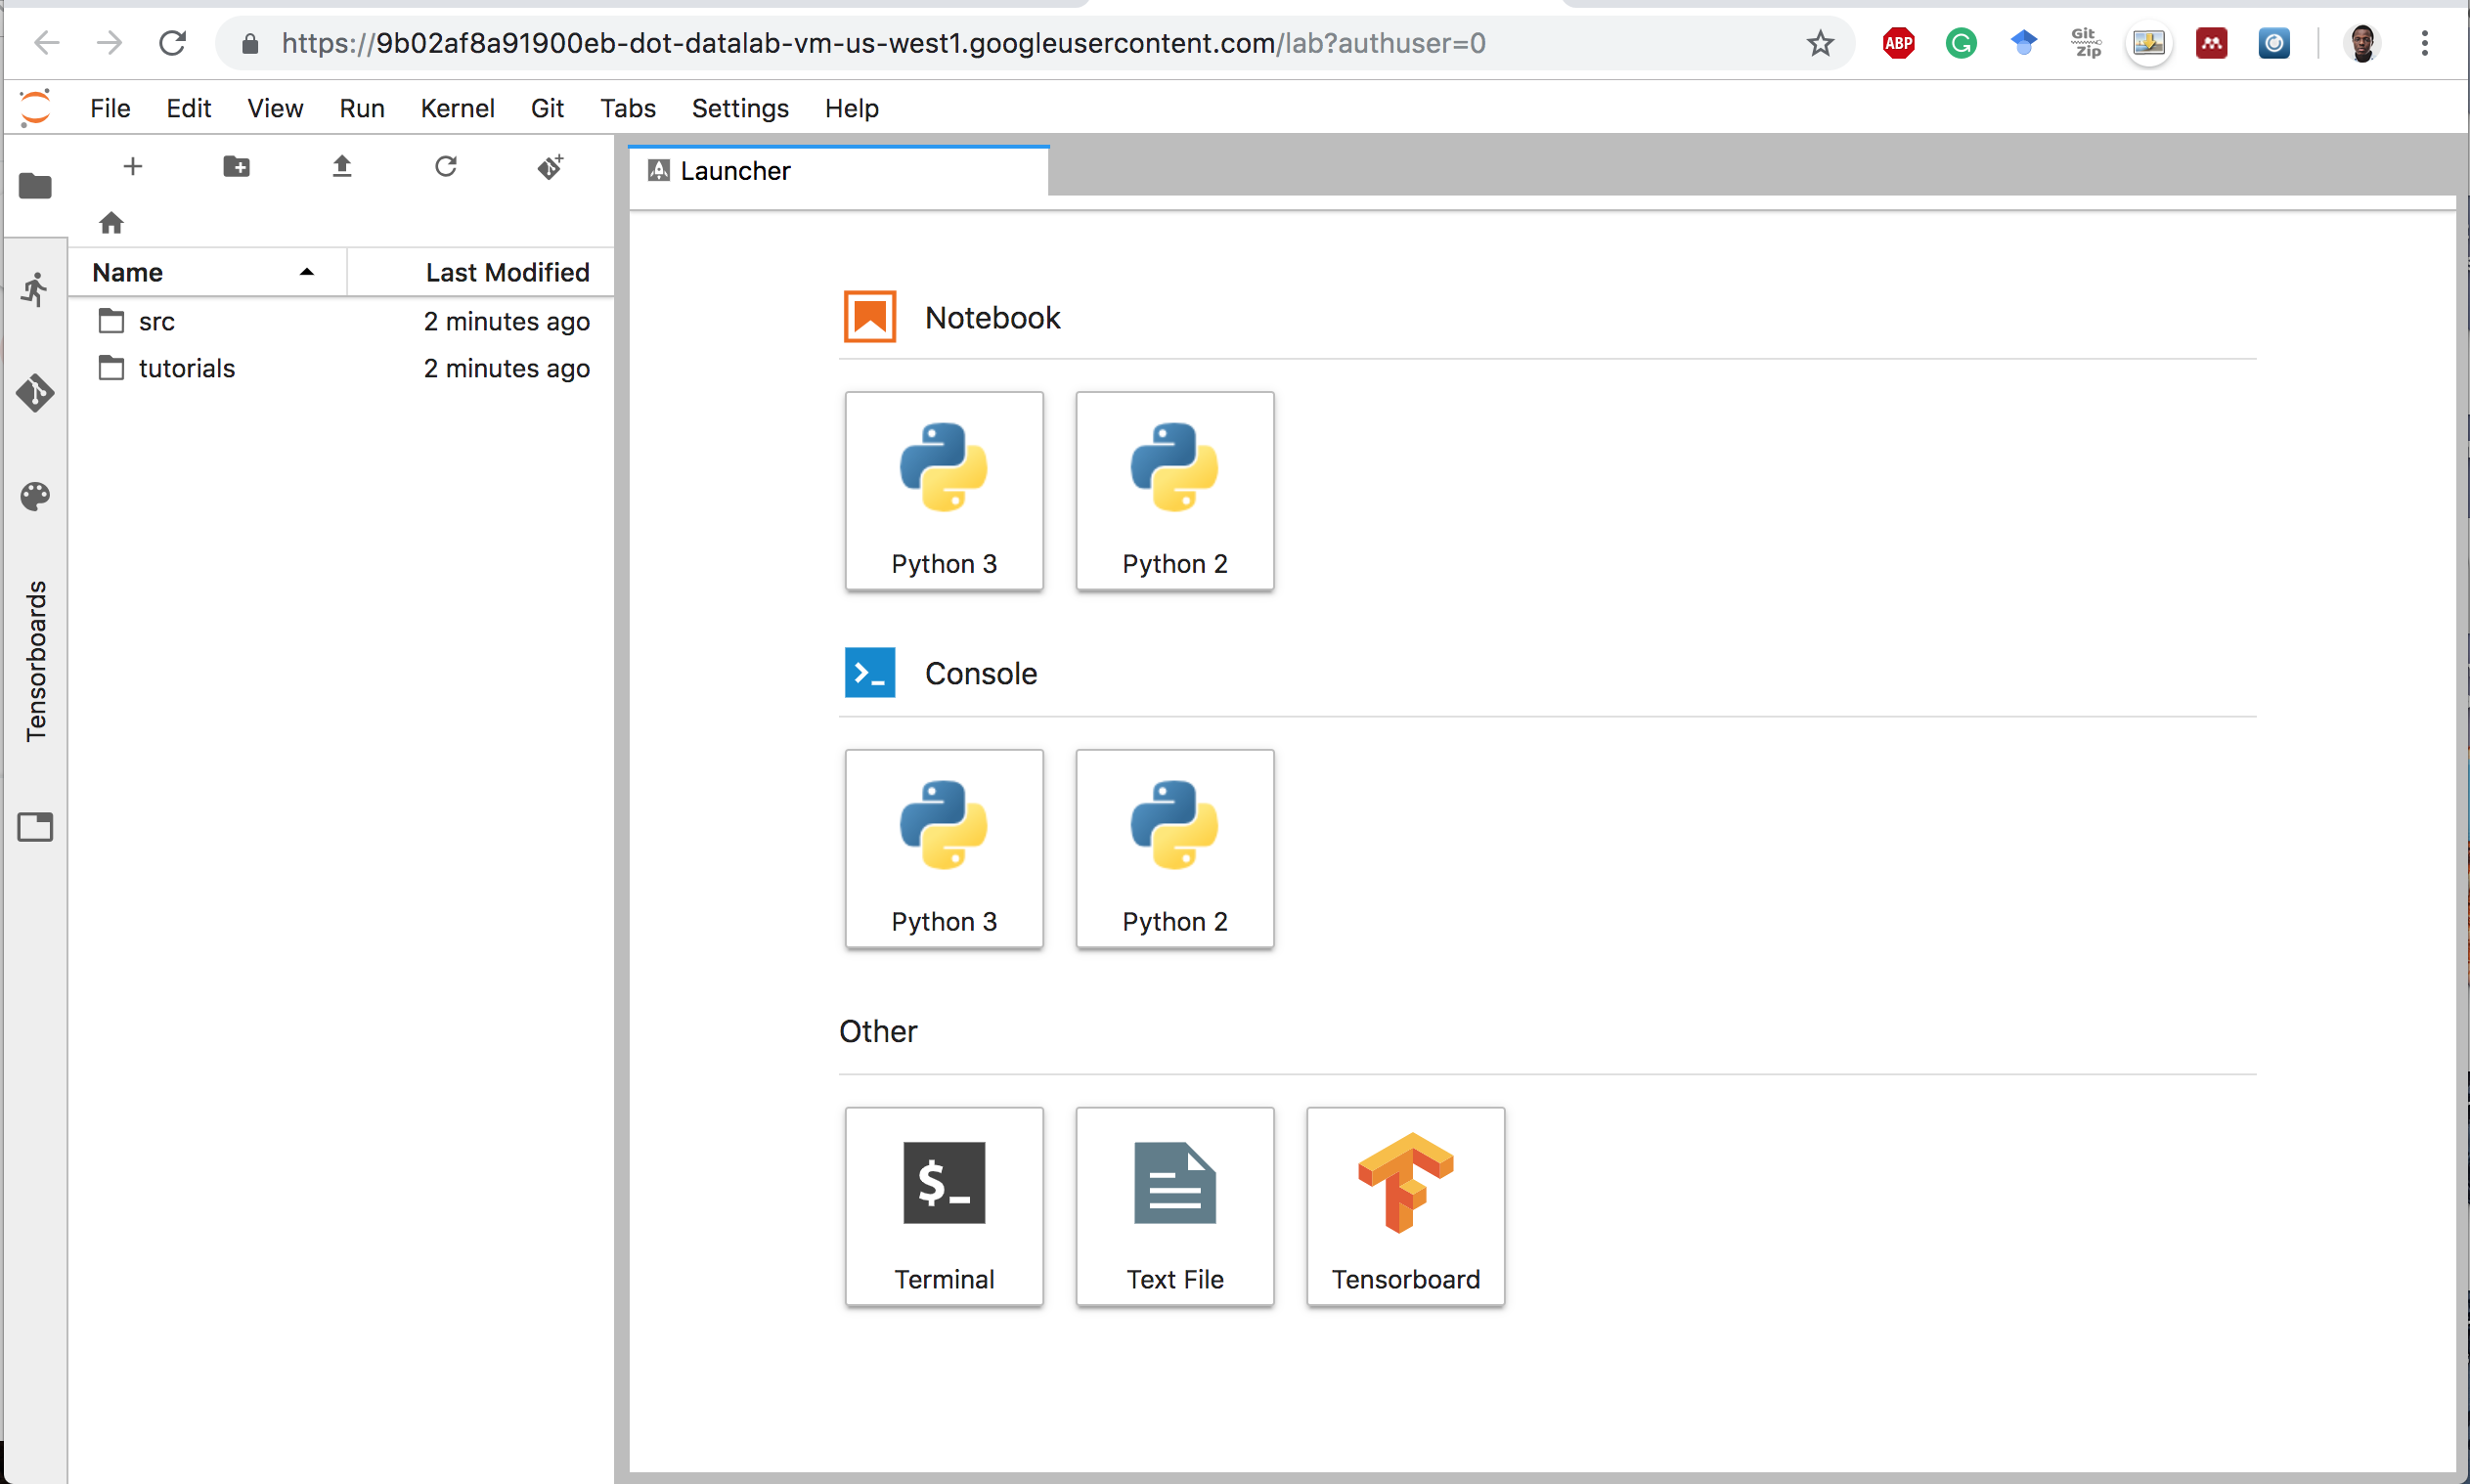 https://9b02af8a91900eb-dot-datalab-vm-us-west1.googleusercontent.com/lab?authuser=0
ABP
Git
Zip
File Edit View Run Kernel Git Tabs Settings Help
Launcher
Name Last Modified
src 2 minutes ago
tutorials 2 minutes ago
Tensorboards
Notebook
Python 3 Python 2
Console
Python 3 Python 2
Other
$_
Terminal Text File Tensorboard